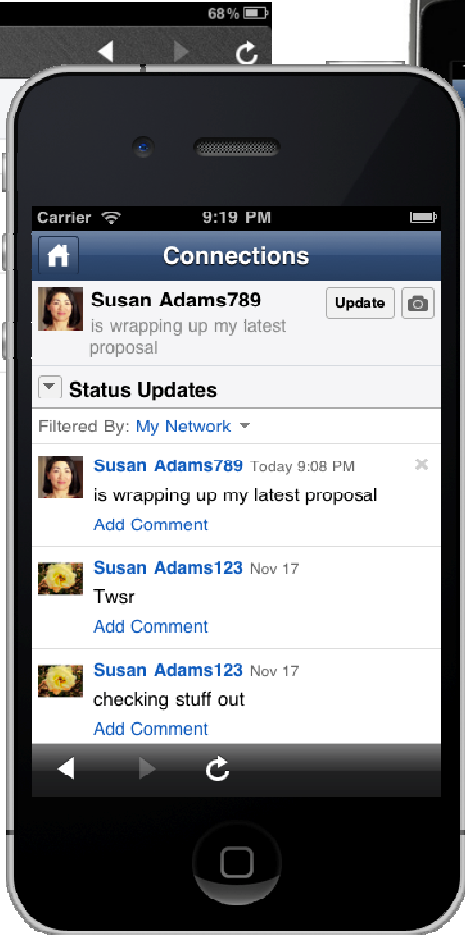 68%
Carrier 9:19 PM
Connections
Susan Adams789 Update
is wrapping up my latest
proposal
Status Updates
Filtered By: My Network
Susan Adams789 Today 9:08 PM
is wrapping up my latest proposal
Add Comment
Susan Adams123 Nov 17
Twsr
Add Comment
Susan Adams123 Nov 17
checking stuff out
Add Comment